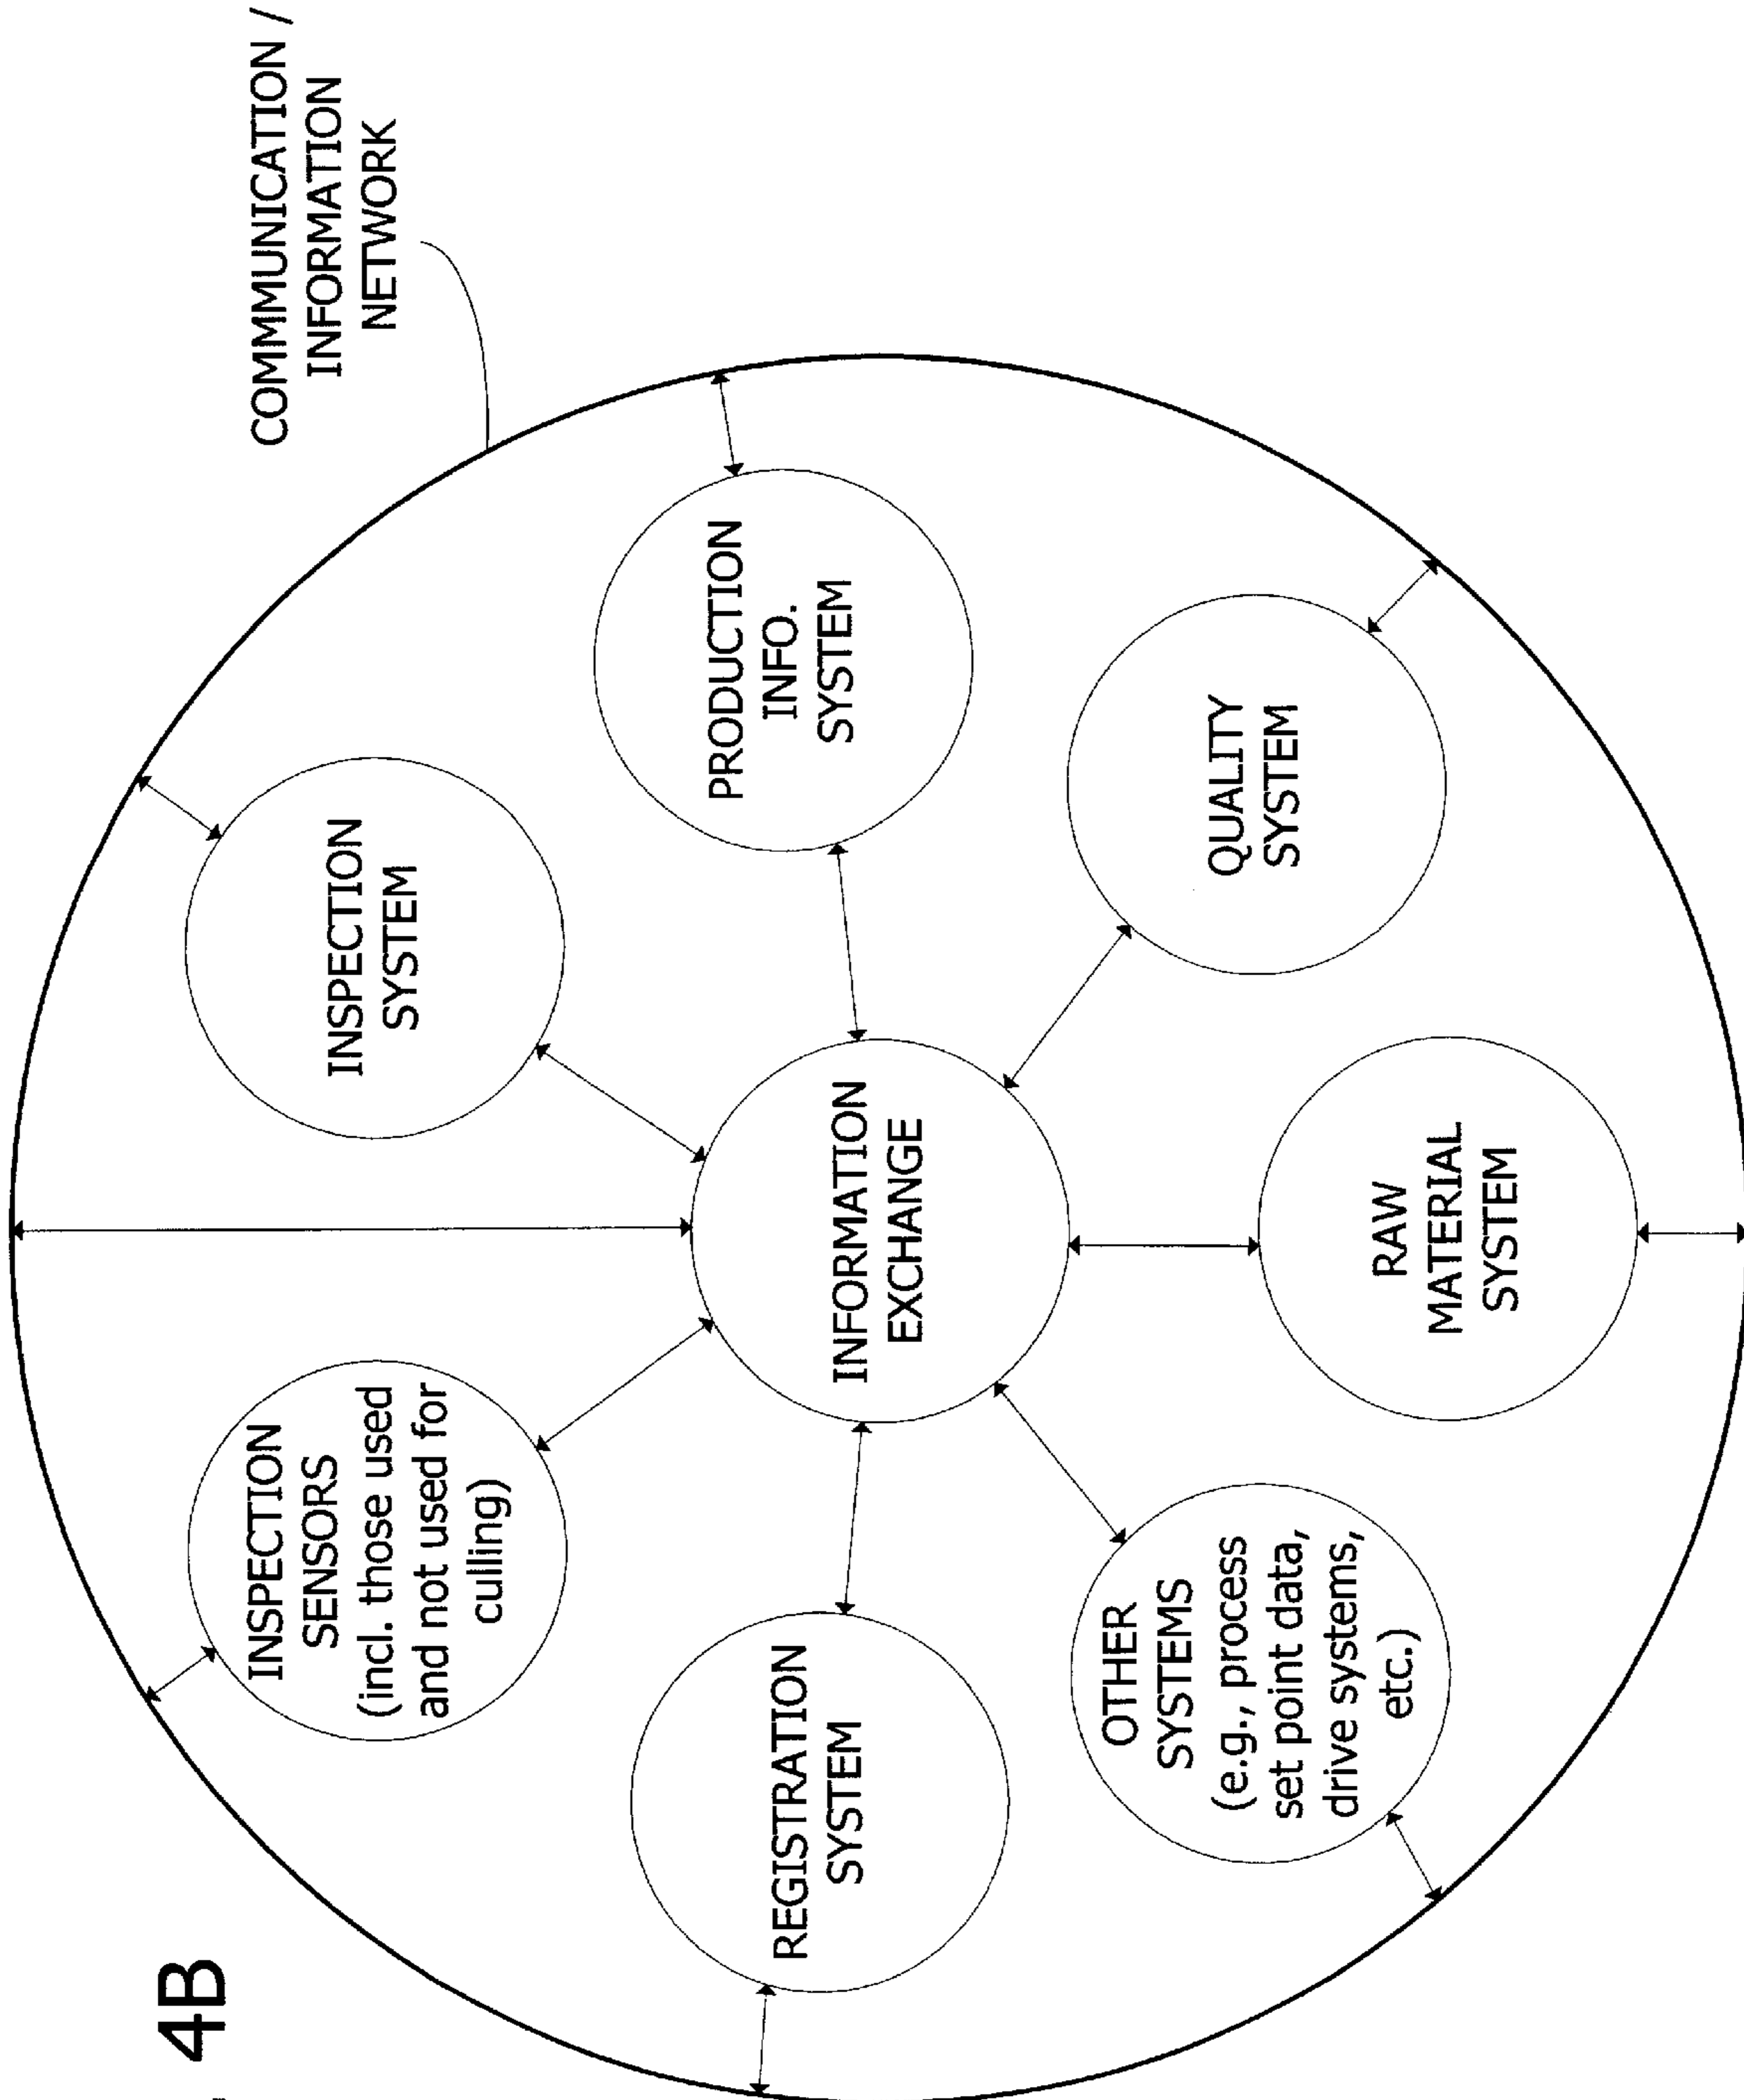 . 4B
COMMUNICATION /
INFORMATION
NETWORK
INSPECTION
SENSORS
(incl. those used
and not used for
culling)
INSPECTION
SYSTEM
REGISTRATION
SYSTEM
INFORMATION
EXCHANGE
PRODUCTION
INFO.
SYSTEM
OTHER
SYSTEMS
(e.g., process
set point data,
drive systems,
etc.)
RAW
MATERIAL
SYSTEM
QUALITY
SYSTEM